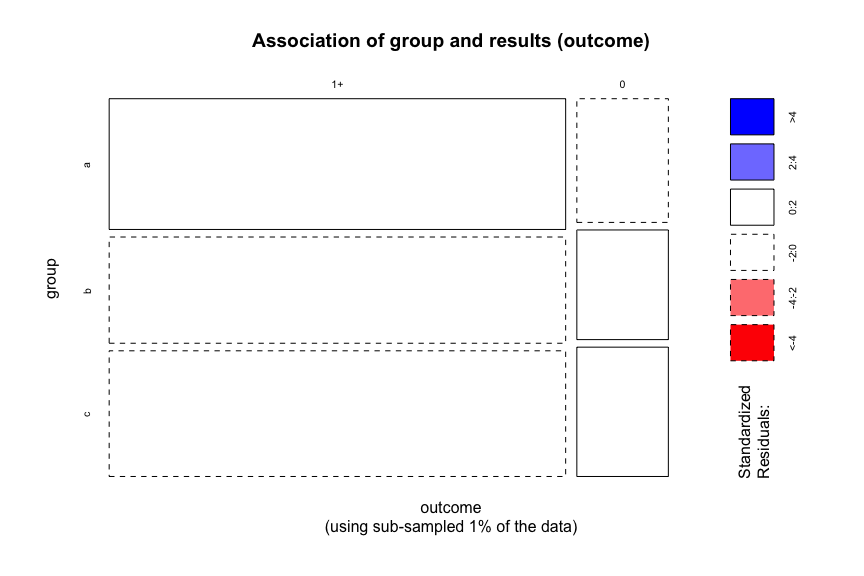 Association of group and results (outcome)
1+
0
a
b
c
group
outcome
(using sub-sampled 1% of the data)
>4
2:4
0:2
-2:0
-4:-2
<-4
Standardized
Residuals: